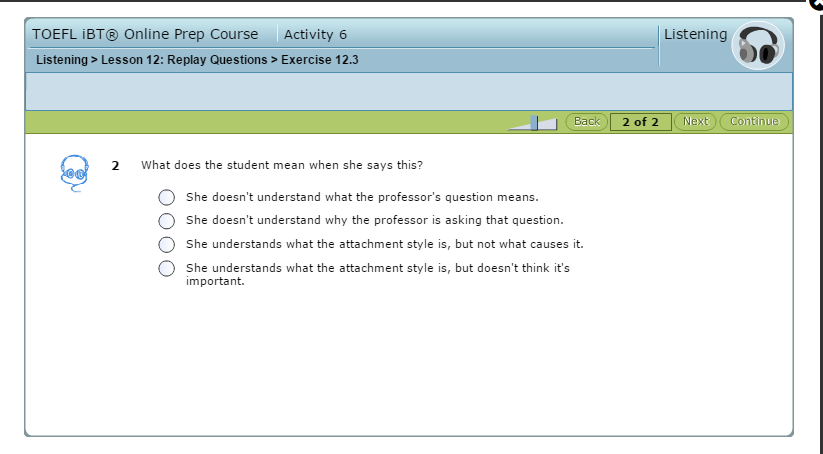 TOEFL iBT® Online Prep Course Activity 6 Listening
Listening > Lesson 12: Replay Questions > Exercise 12.3
Back 2 of 2 Next Continue
2 What does the student mean when she says this?
She doesn't understand what the professor's question means.
She doesn't understand why the professor is asking that question.
She understands what the attachment style is, but not what causes it.
She understands what the attachment style is, but doesn't think it's
important.